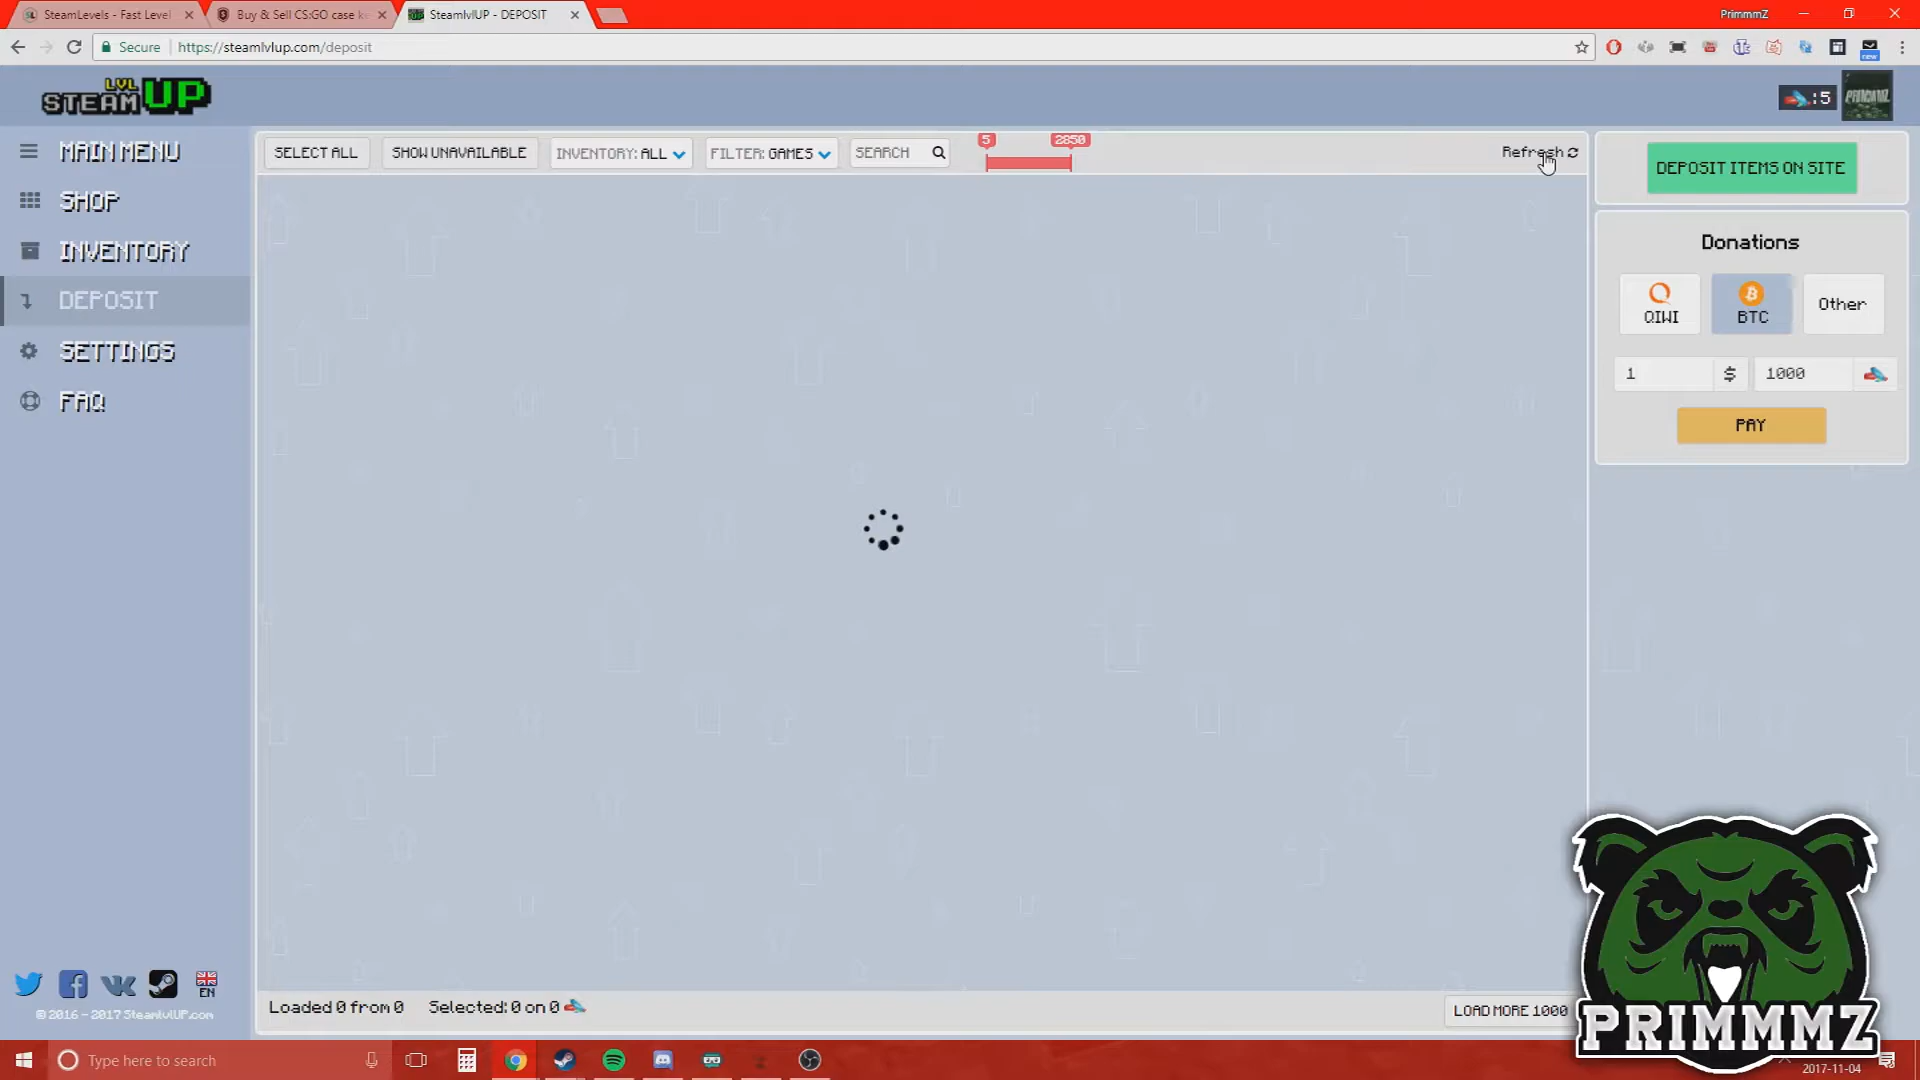 SteamLevels - Fast Level
Buy & Sell CS:GO case ke
SteamlvlUP - DEPOSIT
PrimmmZ
Secure
https://steamlvlup.com/deposit
new
STEAM LVL UP
:5
PRIMMMZ
MAIN MENU
SHOP
INVENTORY
DEPOSIT
SETTINGS
FAQ
SELECT ALL
SHOW UNAVAILABLE
INVENTORY: ALL
FILTER: GAMES
SEARCH
5
2850
Refresh
DEPOSIT ITEMS ON SITE
Donations
QIWI
BTC
Other
1 $
1000
PAY
EN
© 2016 - 2017 SteamlvlUP.com
Loaded 0 from 0
Selected: 0 on 0
LOAD MORE 1000
PRIMMMZ
Type here to search
2017-11-04